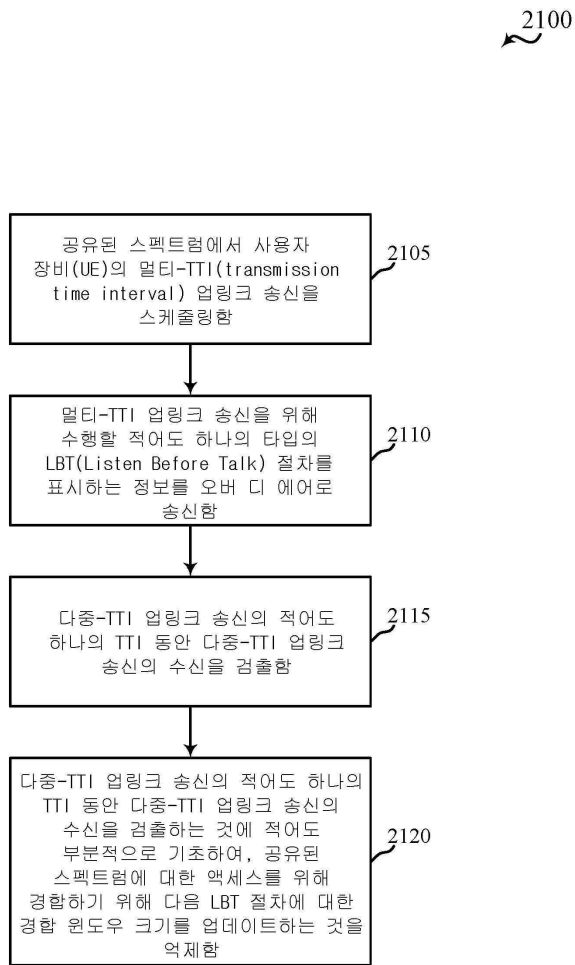 2100
공유된 스펙트럼에서 사용자
장비(UE)의 멀티-TTI(transmission
time interval) 업링크 송신을
스케줄링함
2105
멀티-TTI 업링크 송신을 위해
수행할 적어도 하나의 타입의
LBT(Listen Before Talk) 절차를
표시하는 정보를 오버 디 에어로
송신함
2110
다중-TTI 업링크 송신의 적어도
하나의 TTI 동안 다중-TTI 업링크
송신의 수신을 검출함
2115
다중-TTI 업링크 송신의 적어도 하나의
TTI 동안 다중-TTI 업링크 송신의
수신을 검출하는 것에 적어도
부분적으로 기초하여, 공유된
스펙트럼에 대한 액세스를 위해
경합하기 위해 다음 LBT 절차에 대한
경합 윈도우 크기를 업데이트하는 것을
억제함
2120